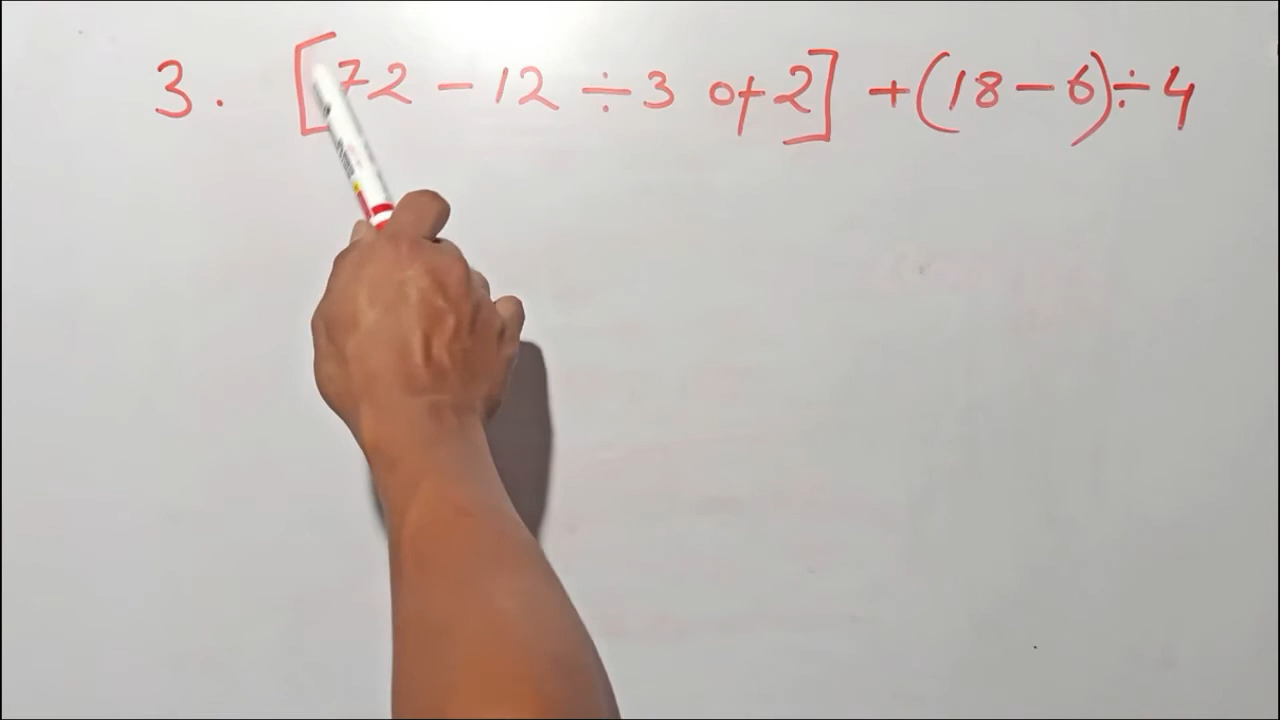 3. [72 - 12 ÷ 3 of 2] + (18 - 6) ÷ 4